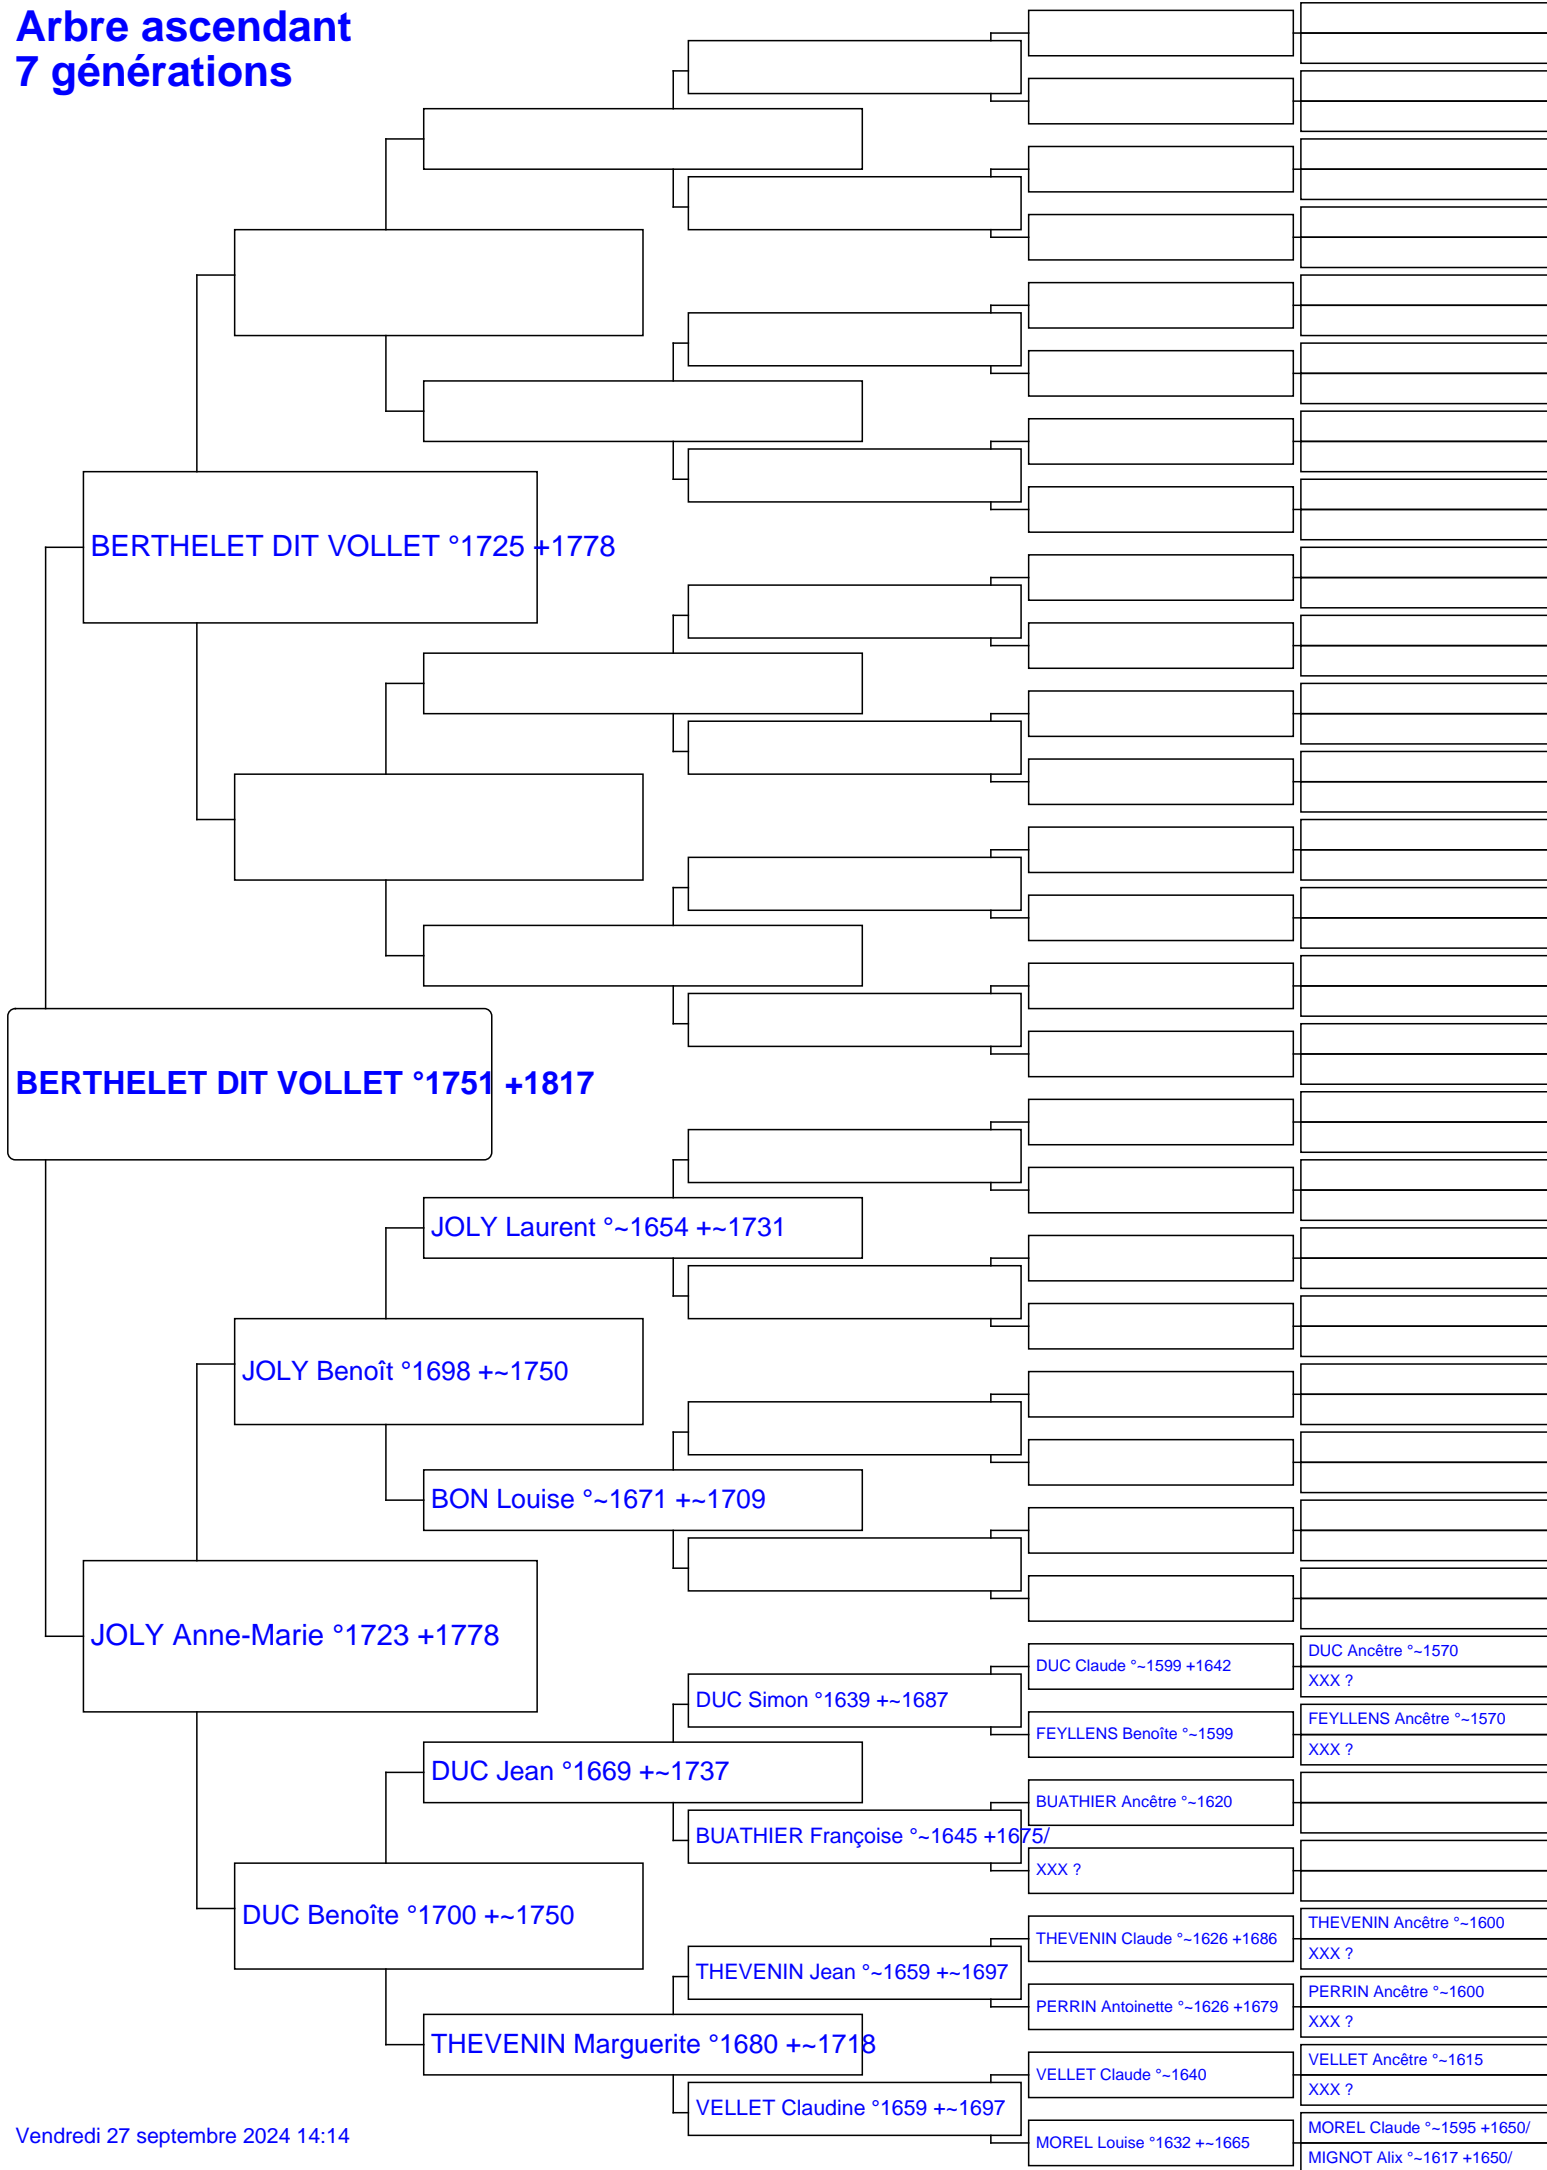 Arbre ascendant
7 générations
BERTHELET DIT VOLLET °1725 +1778
BERTHELET DIT VOLLET °1751 +1817
JOLY Laurent °~1654 +~1731
JOLY Benoît °1698 +~1750
BON Louise °~1671 +~1709
JOLY Anne-Marie °1723 +1778
DUC Ancêtre °~1570
DUC Claude °~1599 +1642
XXX ?
DUC Simon °1639 +~1687
FEYLLENS Ancêtre °~1570
FEYLLENS Benoîte °~1599
XXX ?
DUC Jean °1669 +~1737
BUATHIER Ancêtre °~1620
BUATHIER Françoise °~1645 +1675/
XXX ?
DUC Benoîte °1700 +~1750
THEVENIN Ancêtre °~1600
THEVENIN Claude °~1626 +1686
XXX ?
THEVENIN Jean °~1659 +~1697
PERRIN Ancêtre °~1600
PERRIN Antoinette °~1626 +1679
XXX ?
THEVENIN Marguerite °1680 +~1718
VELLET Ancêtre °~1615
VELLET Claude °~1640
XXX ?
VELLET Claudine °1659 +~1697
MOREL Claude °~1595 +1650/
MOREL Louise °1632 +~1665
MIGNOT Alix °~1617 +1650/
Vendredi 27 septembre 2024 14:14